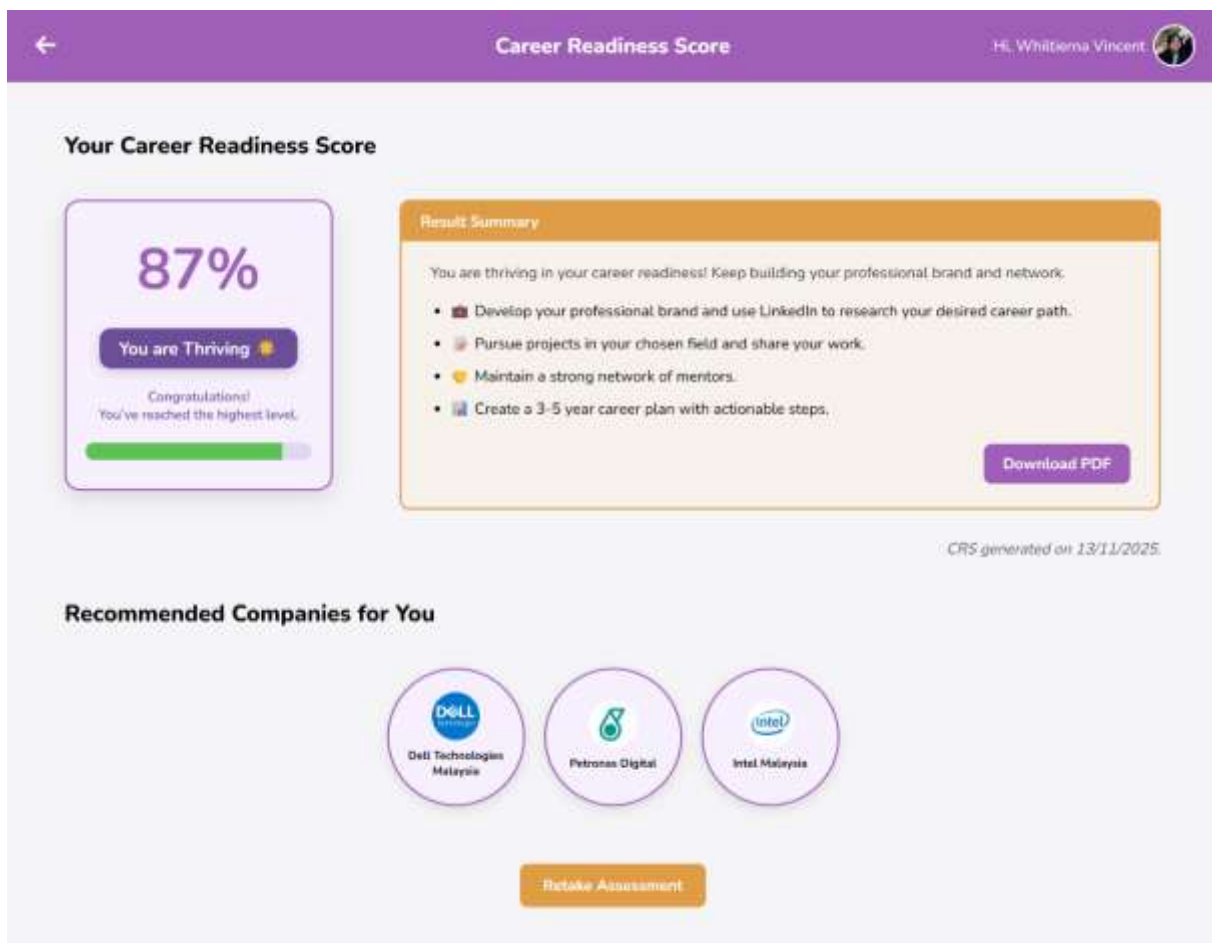 Career Readiness Score
Hi, Whiltierna Vincent
Your Career Readiness Score
87%
You are Thriving
Congratulations!
You've reached the highest level.
Result Summary
You are thriving in your career readiness! Keep building your professional brand and network.
• Develop your professional brand and use LinkedIn to research your desired career path.
• Pursue projects in your chosen field and share your work.
• Maintain a strong network of mentors.
• Create a 3-5 year career plan with actionable steps.
Download PDF
CRS generated on 13/11/2025.
Recommended Companies for You
DELL
Dell Technologies
Malaysia
Petronas Digital
intel
Intel Malaysia
Retake Assessment